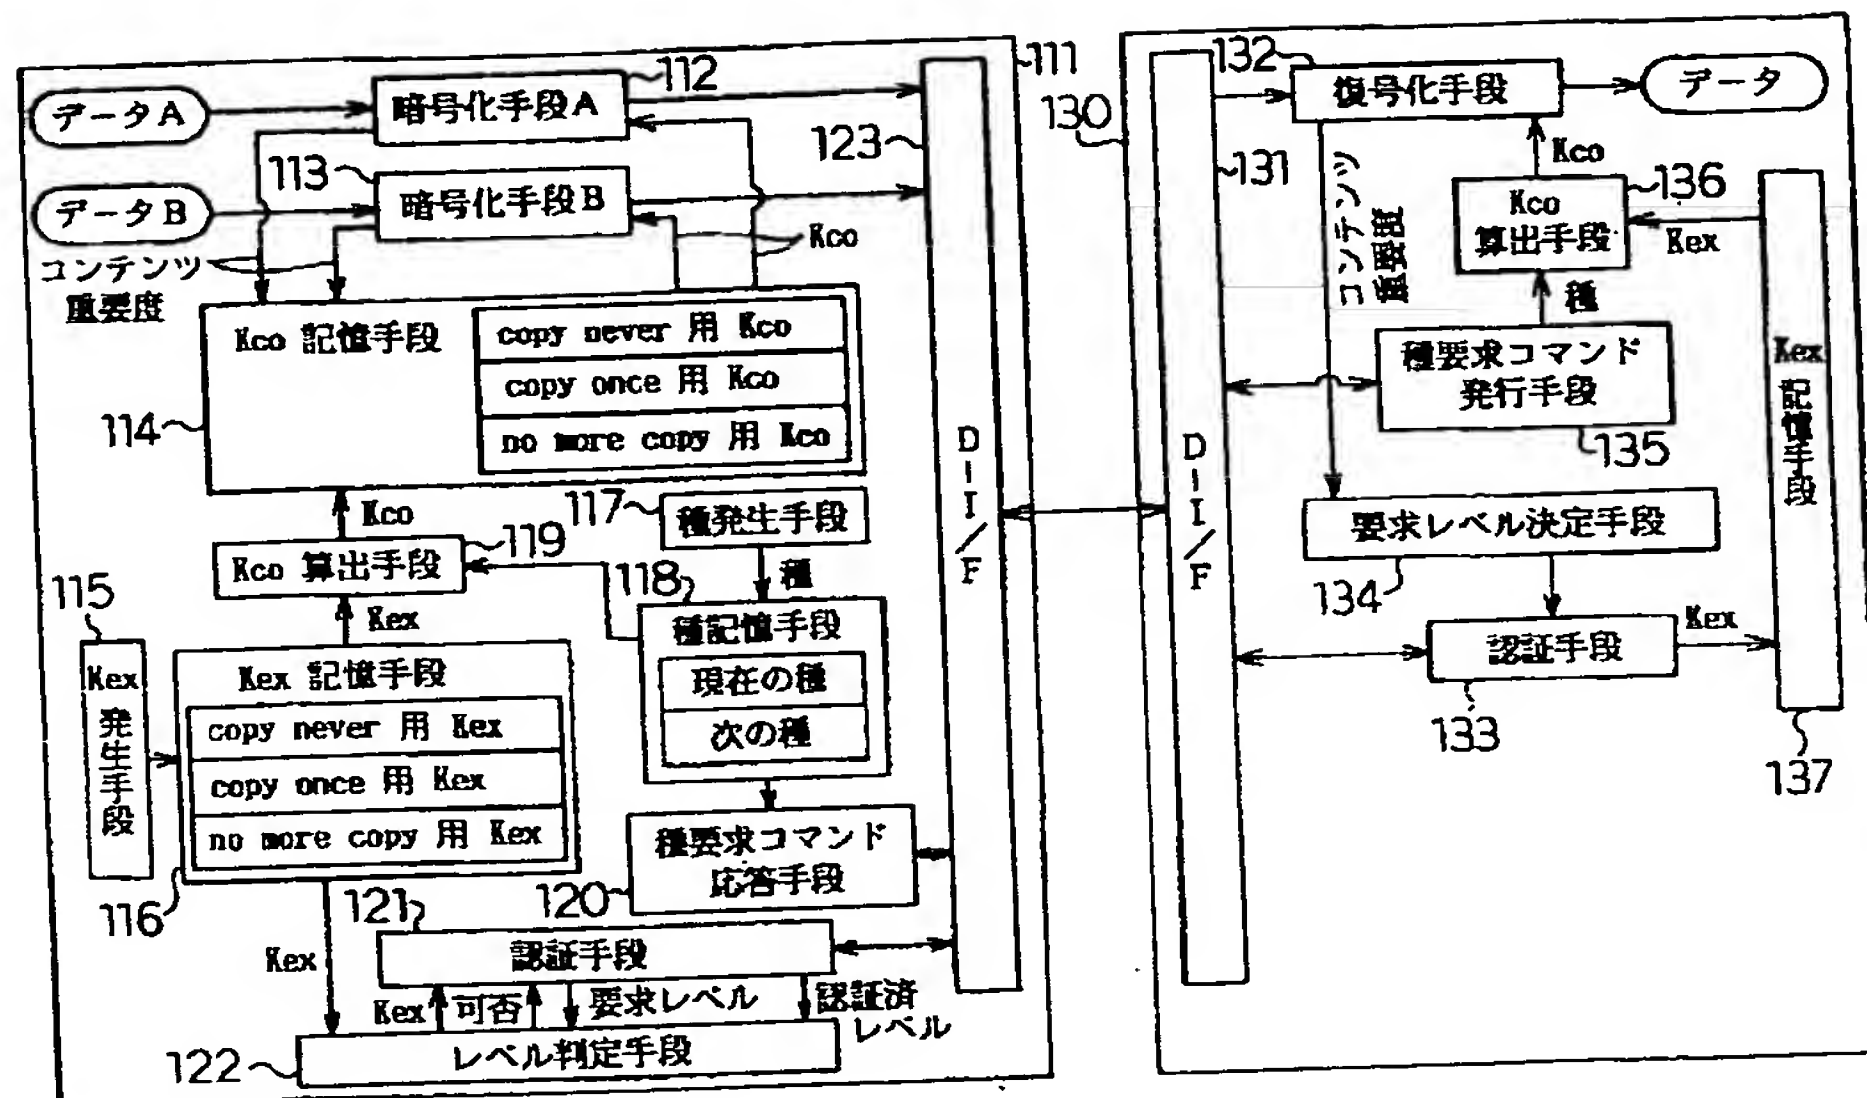 データA
暗号化手段A
112
111
データB
113
暗号化手段B
123
コンテンツ
重要度
Kco
Kco 記憶手段
copy never 用 Kco
copy once 用 Kco
no more copy 用 Kco
114
Kco
117
種発生手段
Kco 算出手段
119
種
118
種記憶手段
現在の種
次の種
115
Kex
発生手段
Kex
Kex 記憶手段
copy never 用 Kex
copy once 用 Kex
no more copy 用 Kex
116
種要求コマンド
応答手段
120
121
認証手段
Kex
Kex
可否
要求レベル
認証済
レベル
レベル判定手段
122
D-I/F
130
131
132
復号化手段
データ
Kco
136
Kco
算出手段
Kex
コンテンツ
重要度
種
種要求コマンド
発行手段
135
D-I/F
要求レベル決定手段
134
認証手段
133
Kex
Kex
記憶手段
137